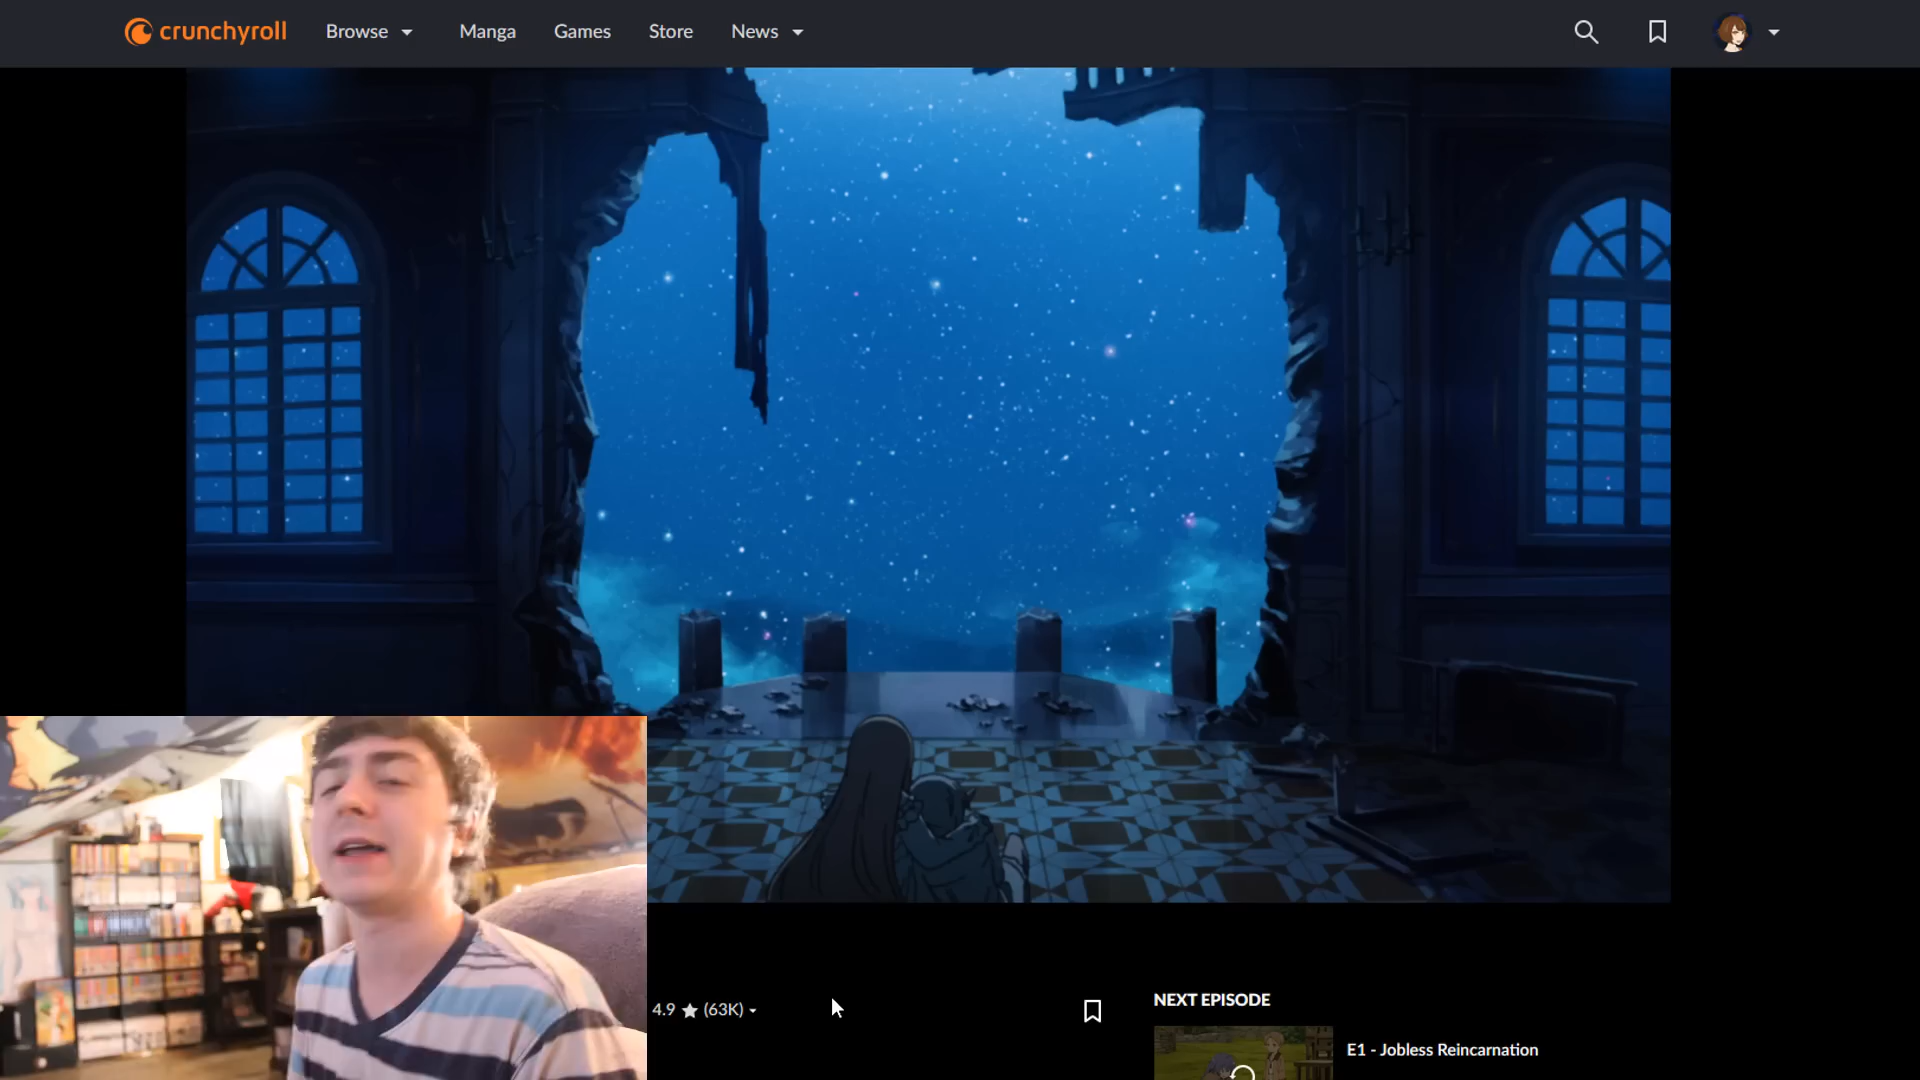 crunchyroll Browse Manga Games Store News
4.9 ★ (63K)
NEXT EPISODE
E1 - Jobless Reincarnation